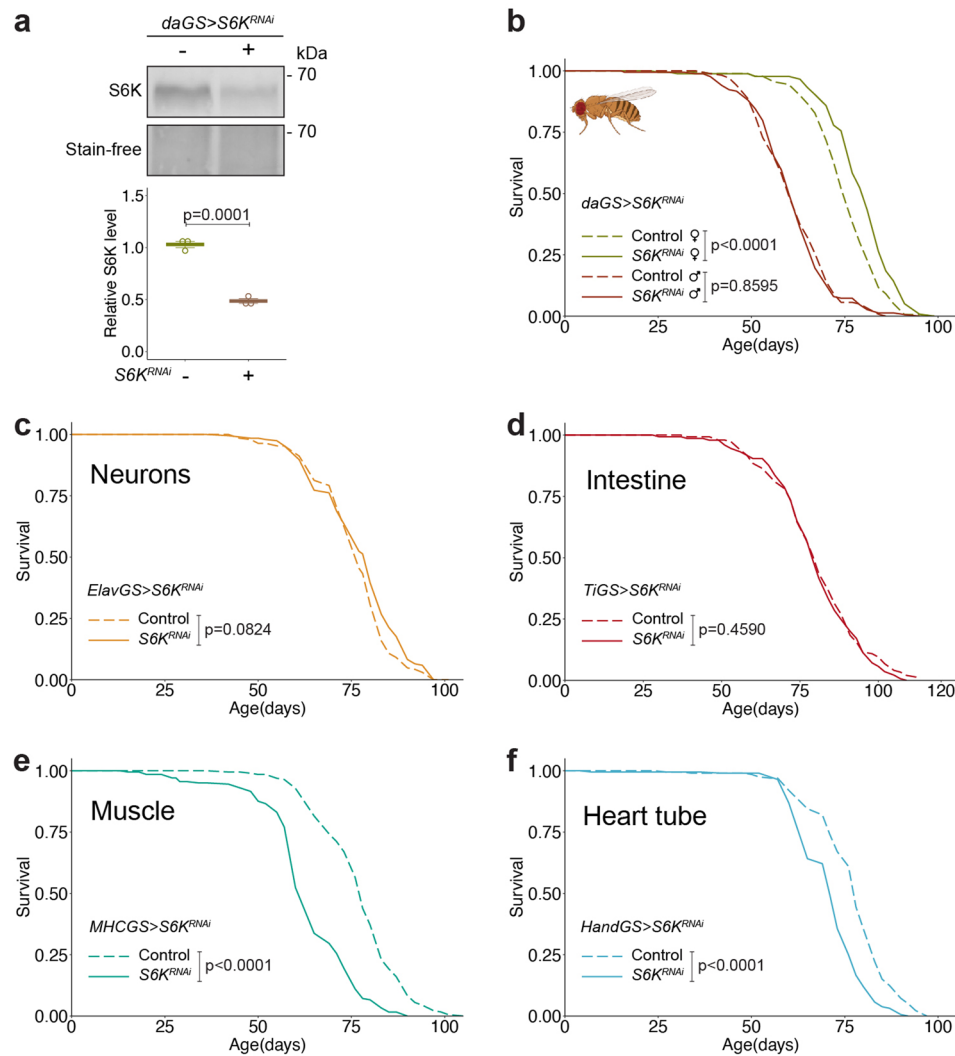 a
daGS>S6K^RNAi
- +
kDa
S6K
- 70
Stain-free
- 70
Relative S6K level
1.5
1.0
0.5
0.0
p=0.0001
S6K^RNAi - +
b
Survival
1.00
0.75
0.50
0.25
0.00
daGS>S6K^RNAi
Control ♀
S6K^RNAi ♀
p<0.0001
Control ♂
S6K^RNAi ♂
p=0.8595
0 25 50 75 100
Age(days)
c
Survival
1.00
0.75
0.50
0.25
0.00
Neurons
ElavGS>S6K^RNAi
Control
S6K^RNAi
p=0.0824
0 25 50 75 100
Age(days)
d
Survival
1.00
0.75
0.50
0.25
0.00
Intestine
TiGS>S6K^RNAi
Control
S6K^RNAi
p=0.4590
0 25 50 75 100 120
Age(days)
e
Survival
1.00
0.75
0.50
0.25
0.00
Muscle
MHCGS>S6K^RNAi
Control
S6K^RNAi
p<0.0001
0 25 50 75 100
Age(days)
f
Survival
1.00
0.75
0.50
0.25
0.00
Heart tube
HandGS>S6K^RNAi
Control
S6K^RNAi
p<0.0001
0 25 50 75 100
Age(days)